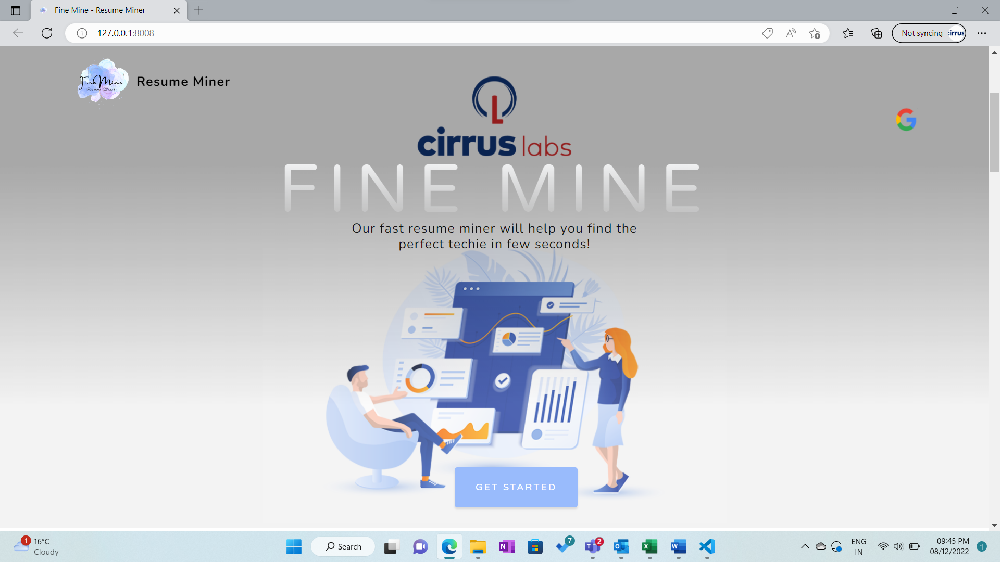 Fine Mine - Resume Miner
127.0.0.1:8008
Not syncing
cirrus
Fine Mine
Resume Miner
Resume Miner
cirrus labs
FINE MINE
Our fast resume miner will help you find the
perfect techie in few seconds!
GET STARTED
1
16°C
Cloudy
Search
7
2
ENG
IN
09:45 PM
08/12/2022
1